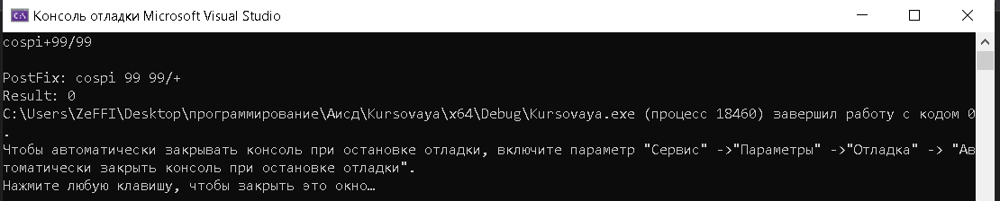 Консоль отладки Microsoft Visual Studio
cospi+99/99
PostFix: cospi 99 99/+
Result: 0
C:\Users\ZeFFI\Desktop\программирование\Аисд\Kursovaya\x64\Debug\Kursovaya.exe (процесс 18460) завершил работу с кодом 0
.
Чтобы автоматически закрывать консоль при остановке отладки, включите параметр "Сервис" ->"Параметры" ->"Отладка" -> "Ав
томатически закрыть консоль при остановке отладки".
Нажмите любую клавишу, чтобы закрыть это окно…